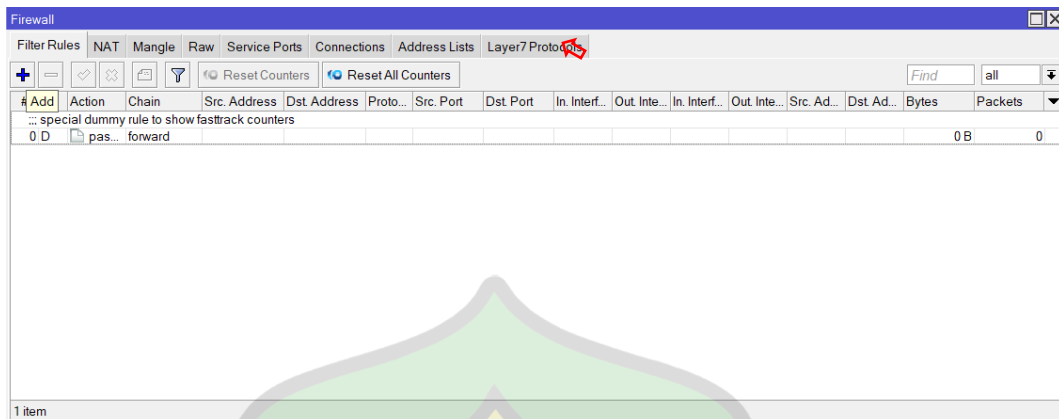 Firewall
Filter Rules NAT Mangle Raw Service Ports Connections Address Lists Layer7 Protocols
Reset Counters Reset All Counters Find all
# Add Action Chain Src. Address Dst. Address Proto... Src. Port Dst. Port In. Interf... Out. Inte... In. Interf... Out. Inte... Src. Ad... Dst. Ad... Bytes Packets
;;; special dummy rule to show fasttrack counters
0 D pas... forward 0 B 0
1 item